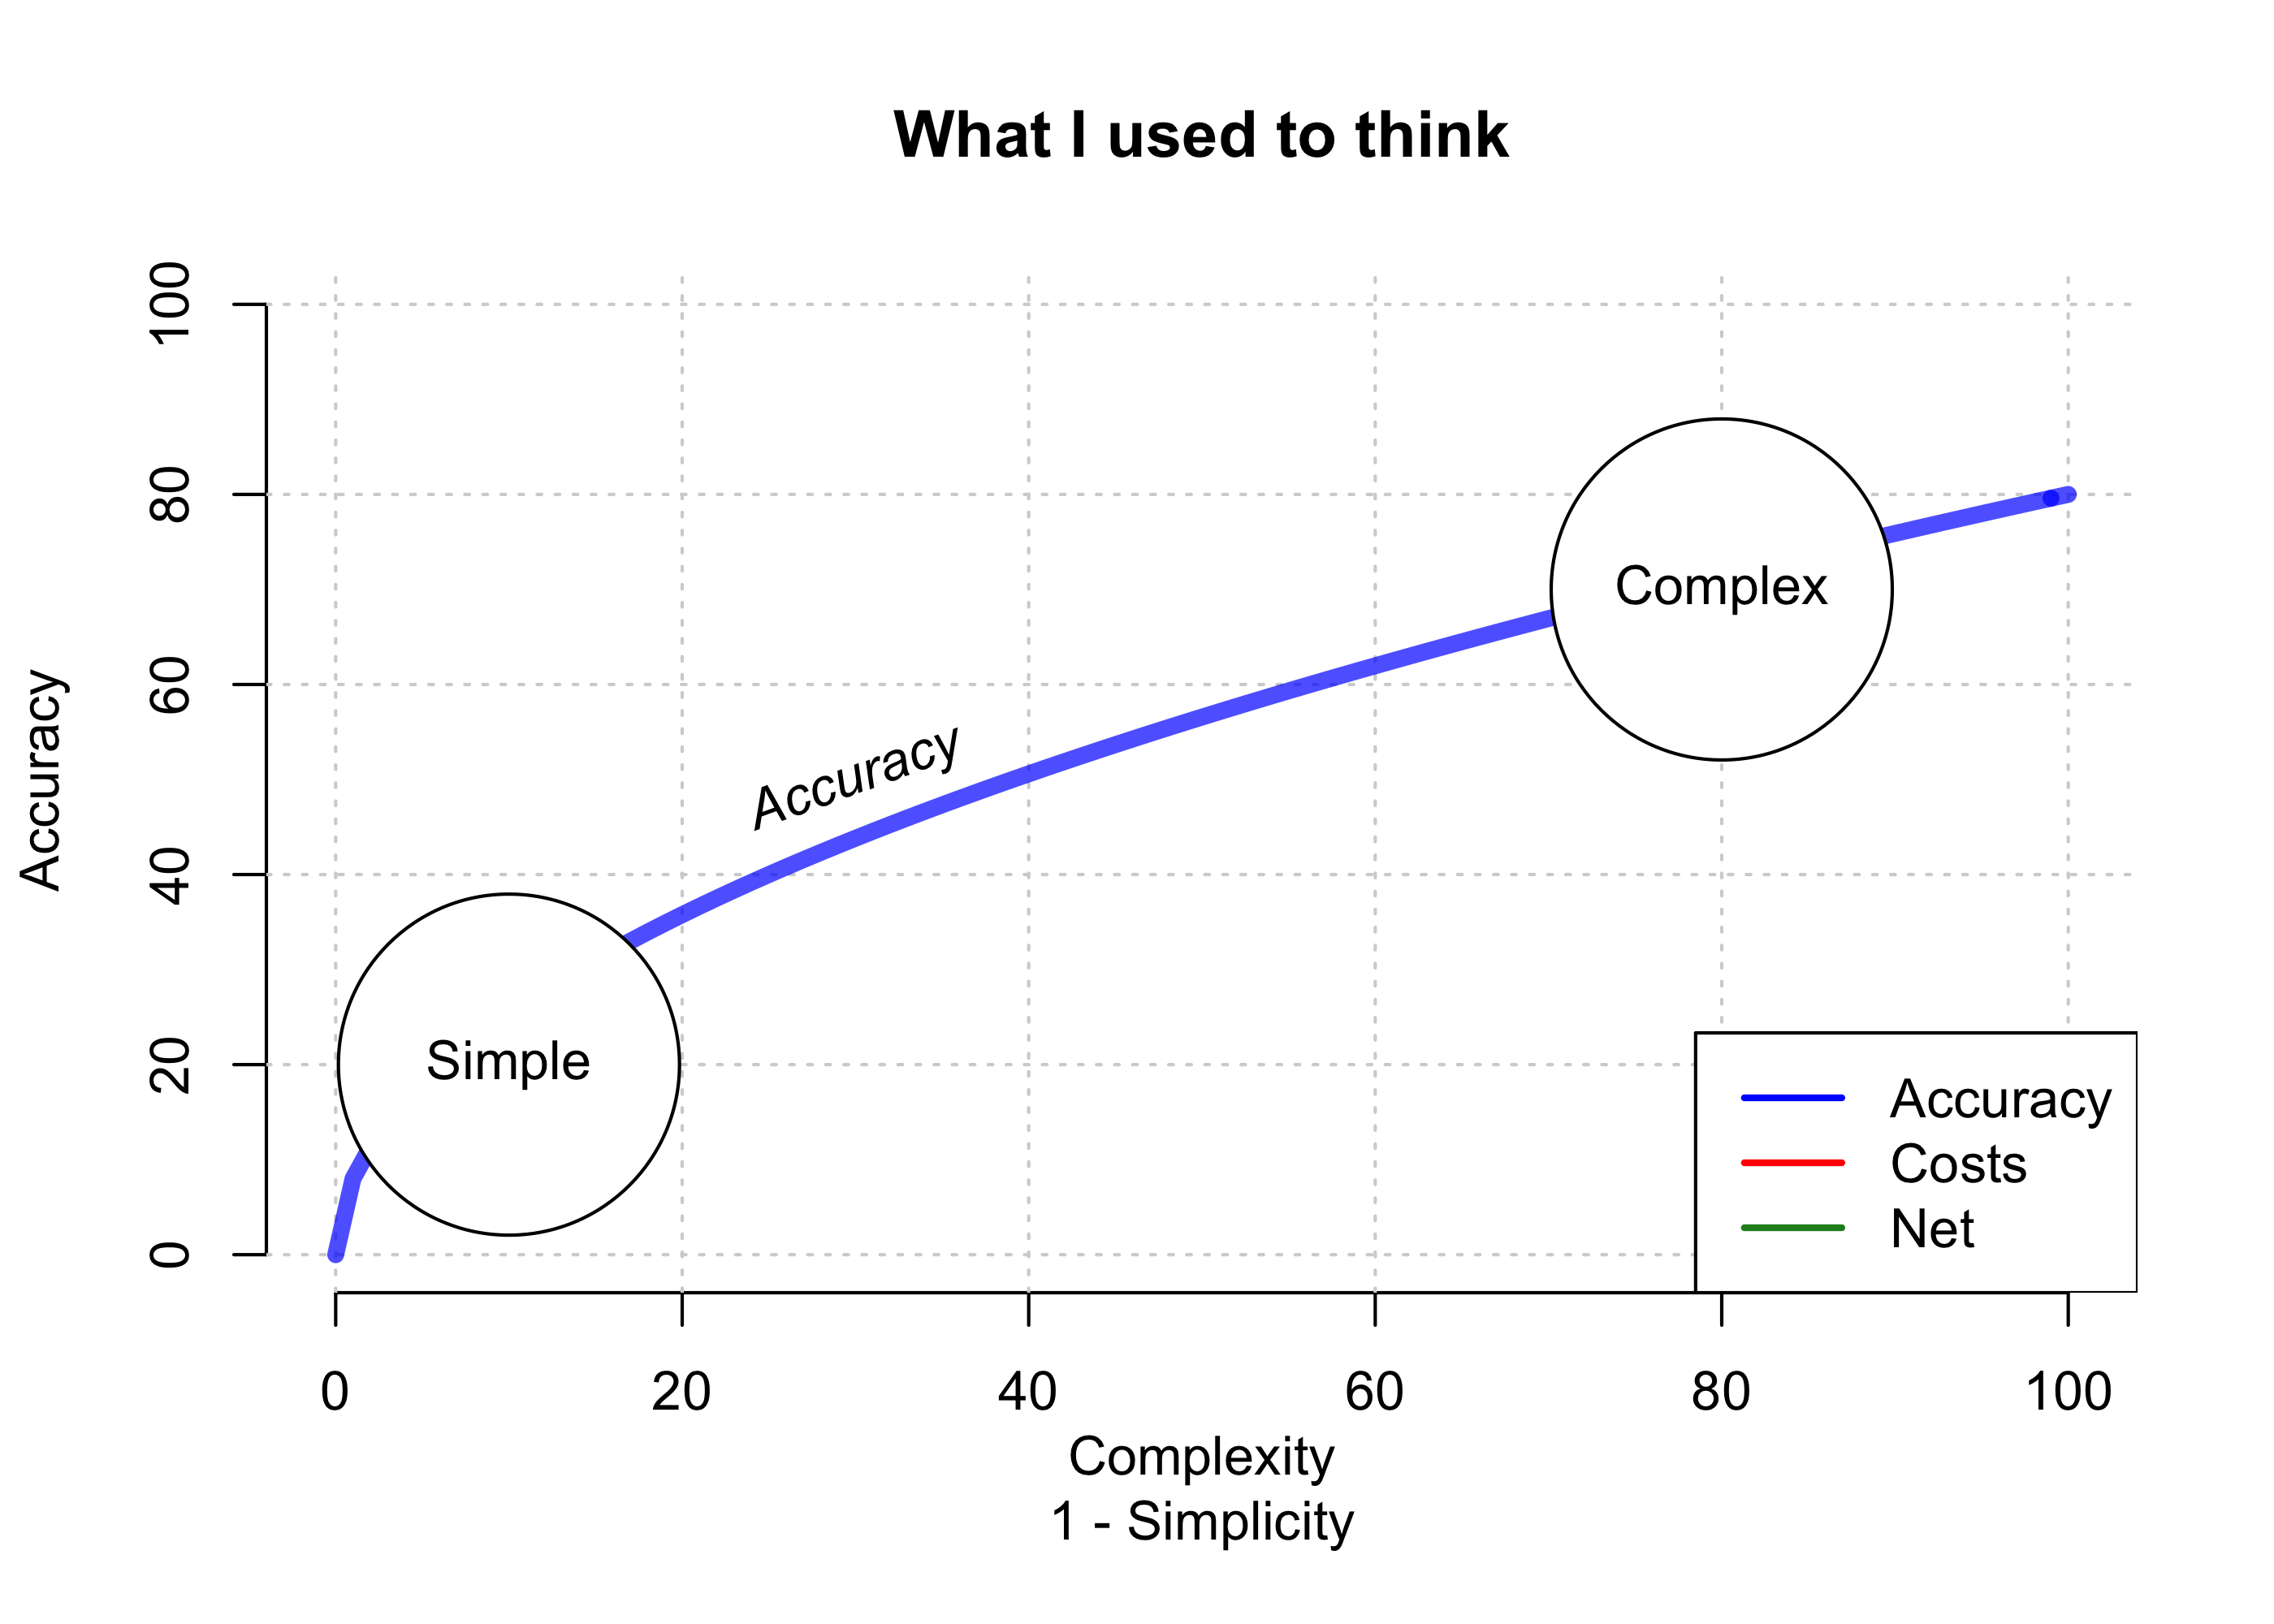 What I used to think
Accuracy
100
80
60
40
20
0
Complex
Accuracy
Simple
Accuracy
Costs
Net
0 20 40 60 80 100
Complexity
1 - Simplicity